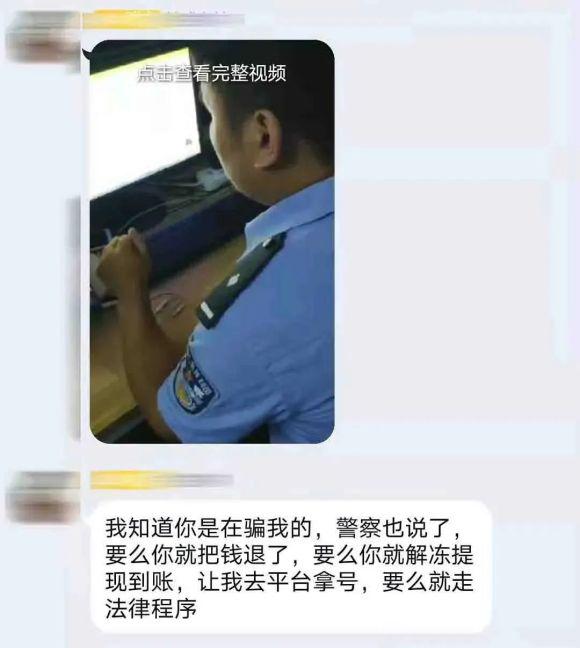 点击查看完整视频
我知道你是在骗我的，警察也说了，
要么你就把钱退了，要么你就解冻提
现到账，让我去平台拿号，要么就走
法律程序